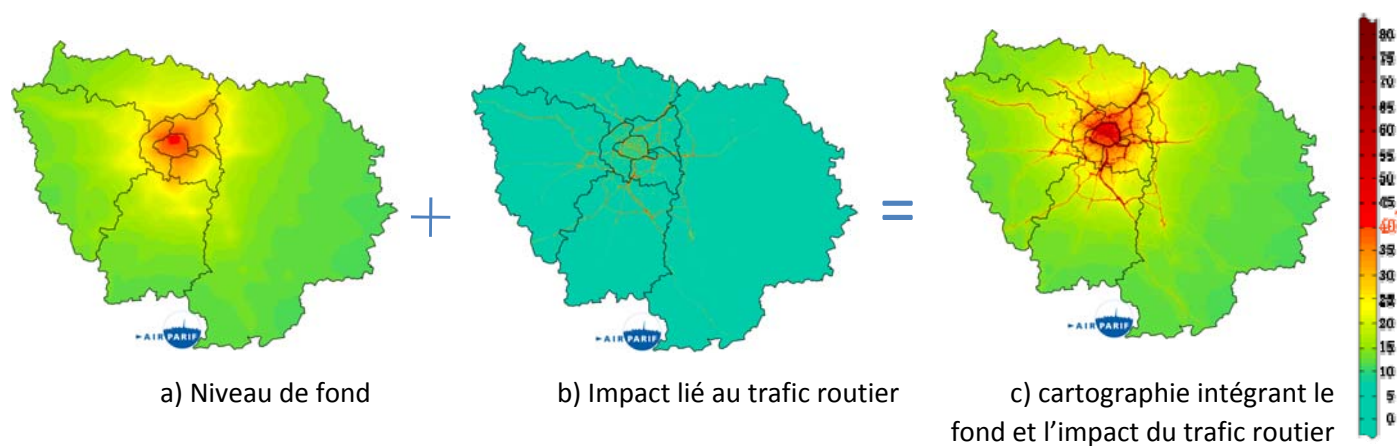 AIRPARIF
+
AIRPARIF
=
AIRPARIF
80
75
70
65
60
55
50
45
40
35
30
25
20
15
10
5
0
a) Niveau de fond
b) Impact lié au trafic routier
c) cartographie intégrant le
fond et l’impact du trafic routier